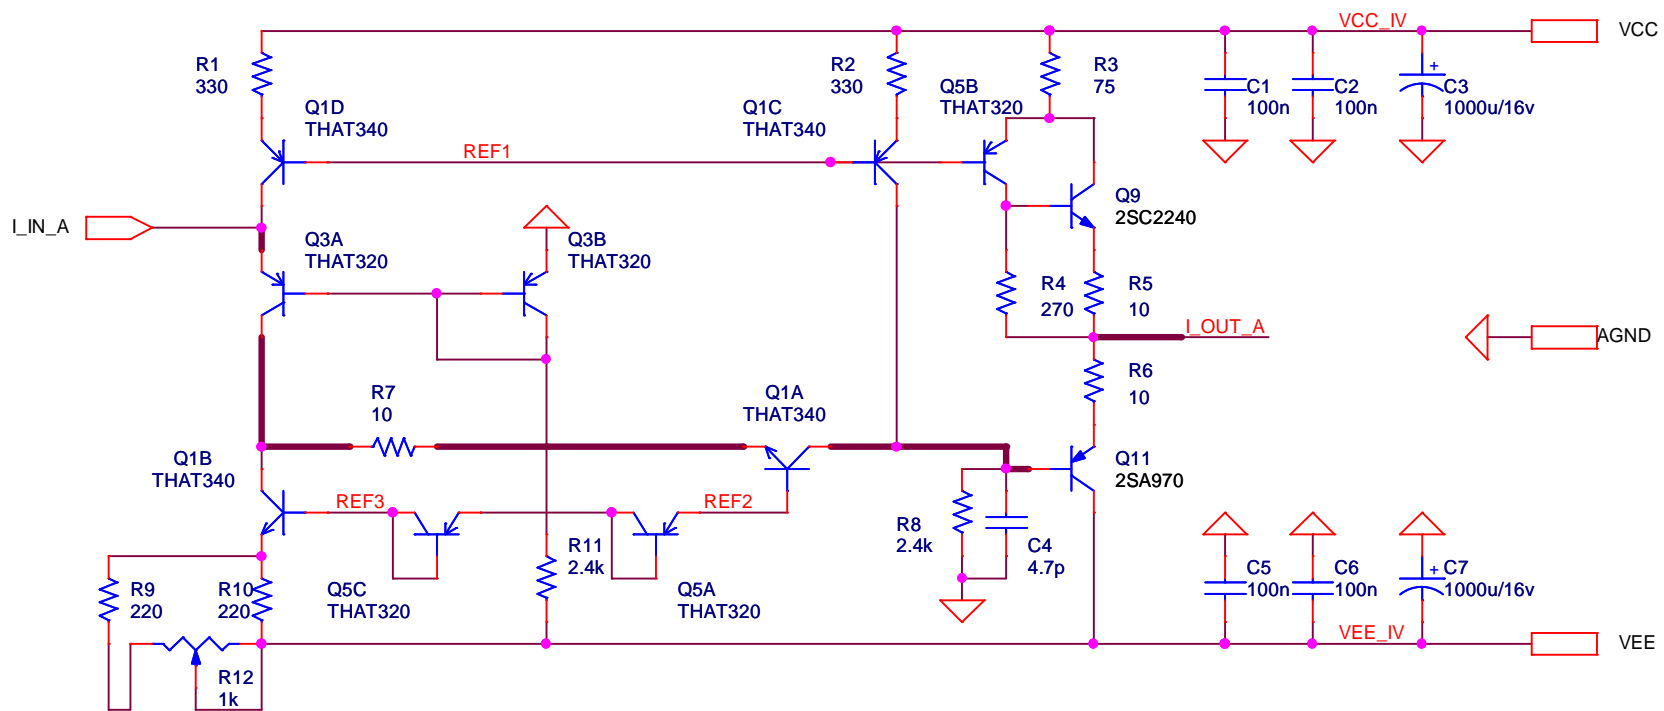 VCC_IV
VCC
R1
330
R2
330
Q5B
THAT320
R3
75
C1
100n
C2
100n
C3
1000u/16v
+
Q1D
THAT340
Q1C
THAT340
REF1
Q9
2SC2240
I_IN_A
Q3A
THAT320
Q3B
THAT320
R4
270
R5
10
I_OUT_A
AGND
R7
10
Q1A
THAT340
R6
10
Q1B
THAT340
Q11
2SA970
REF3
REF2
R8
2.4k
C4
4.7p
R11
2.4k
R9
220
R10
220
Q5C
THAT320
Q5A
THAT320
C5
100n
C6
100n
C7
1000u/16v
+
VEE_IV
VEE
R12
1k